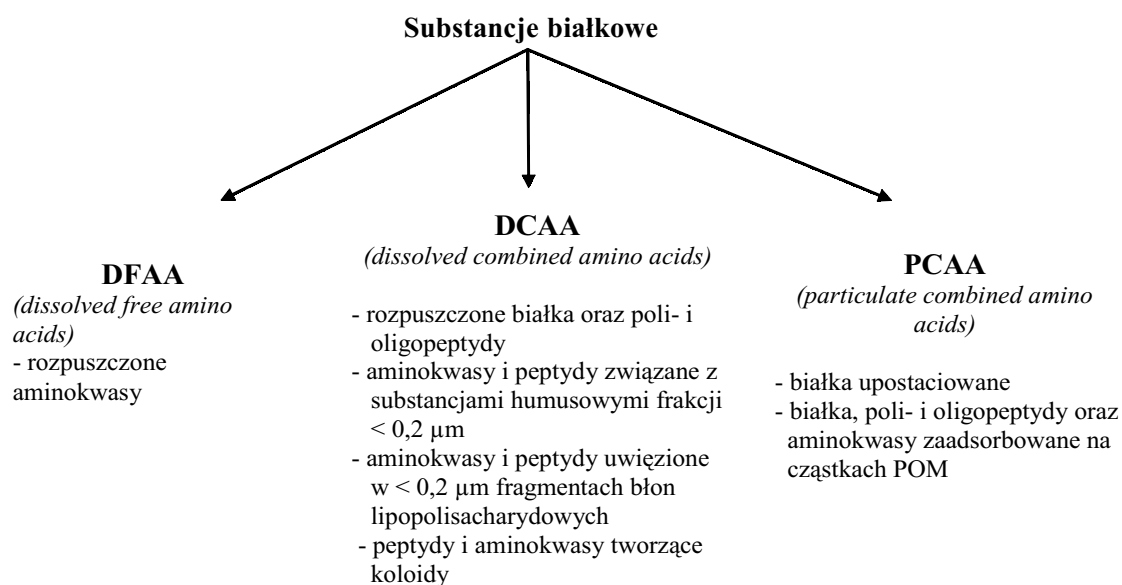 Substancje białkowe
DFAA
(dissolved free amino
acids)
- rozpuszczone
aminokwasy
DCAA
(dissolved combined amino acids)
- rozpuszczone białka oraz poli- i
oligopeptydy
- aminokwasy i peptydy związane z
substancjami humusowymi frakcji
< 0,2 µm
- aminokwasy i peptydy uwięzione
w < 0,2 µm fragmentach błon
lipopolisacharydowych
- peptydy i aminokwasy tworzące
koloidy
PCAA
(particulate combined amino
acids)
- białka upostaciowane
- białka, poli- i oligopeptydy oraz
aminokwasy zaadsorbowane na
cząstkach POM